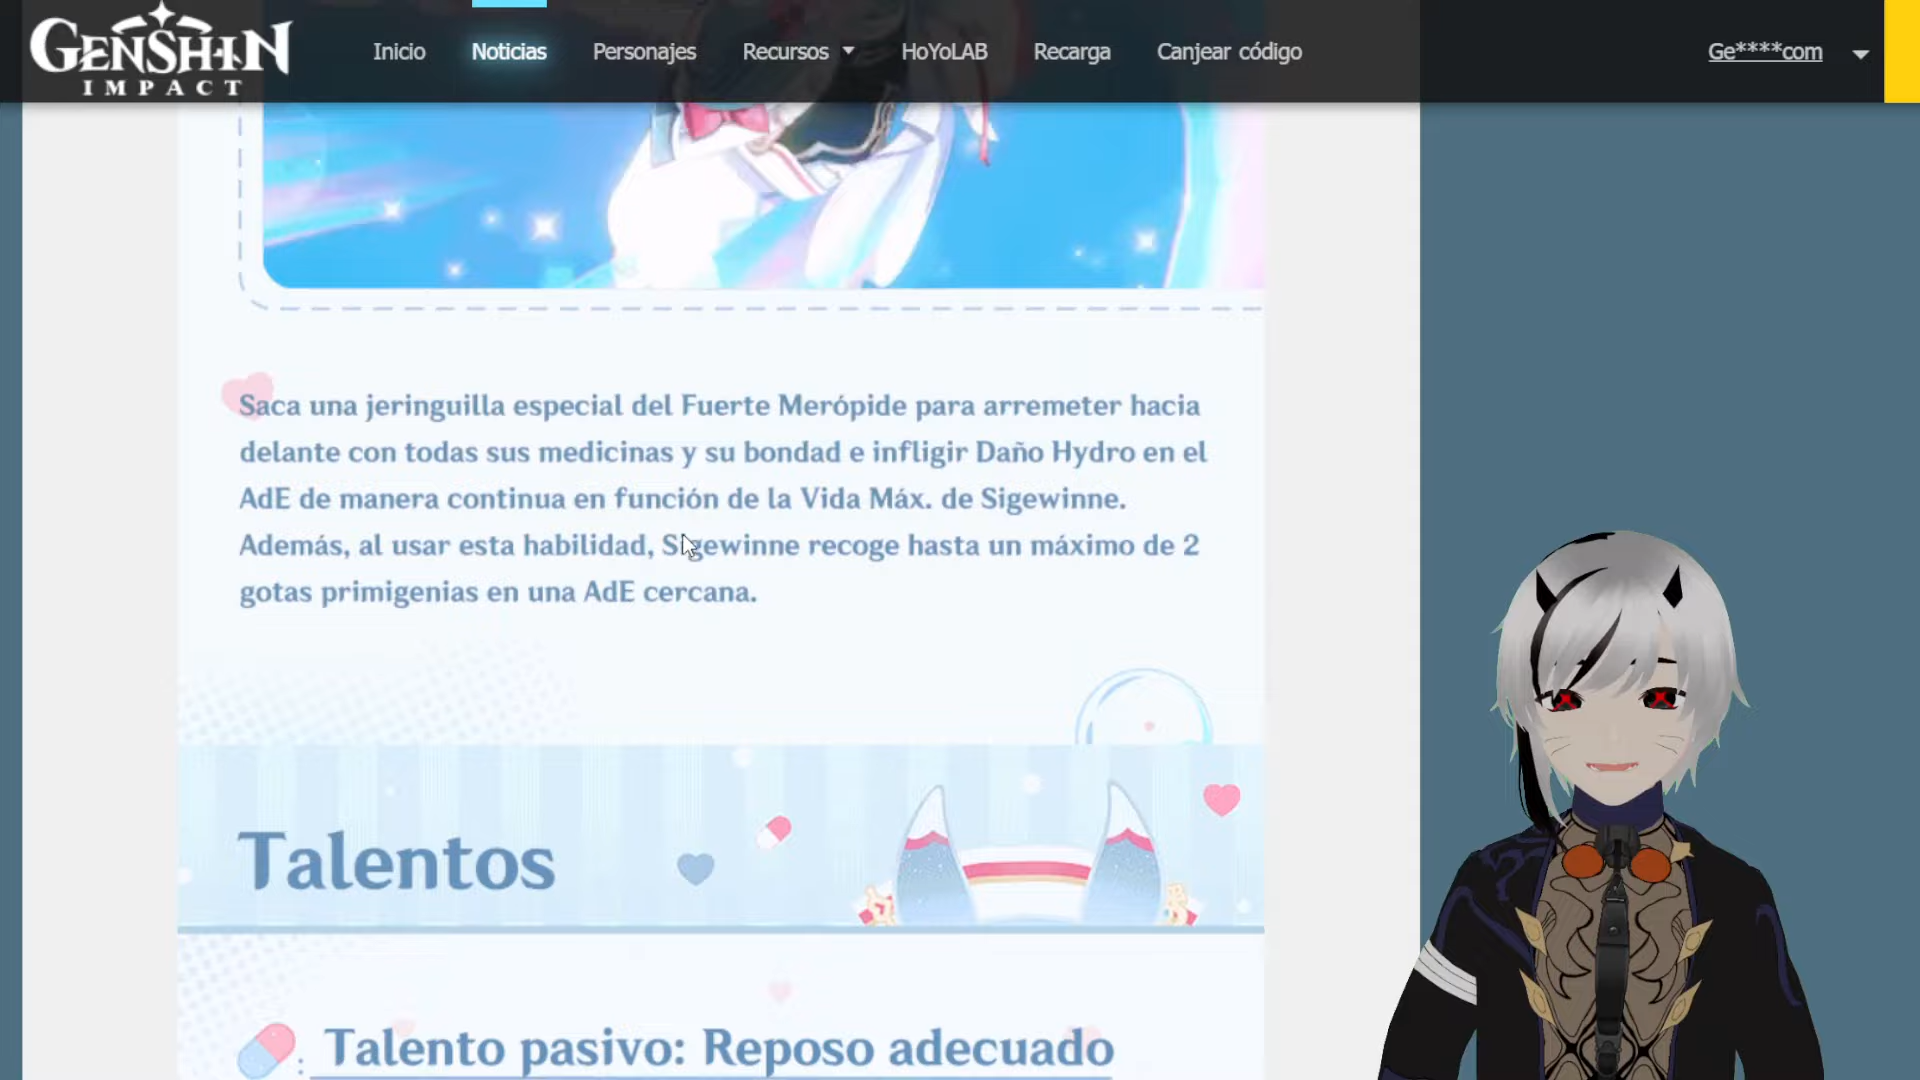 GENSHIN
IMPACT
Inicio
Noticias
Personajes
Recursos
HoYoLAB
Recarga
Canjear código
Ge****com
Saca una jeringuilla especial del Fuerte Merópide para arremeter hacia
delante con todas sus medicinas y su bondad e infligir Daño Hydro en el
AdE de manera continua en función de la Vida Máx. de Sigewinne.
Además, al usar esta habilidad, Sigewinne recoge hasta un máximo de 2
gotas primigenias en una AdE cercana.
Talentos
Talento pasivo: Reposo adecuado